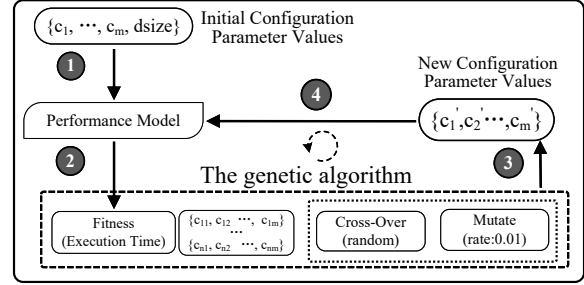 {c1, ···, cm, dsize}
Initial Configuration
Parameter Values
1
New Configuration
Parameter Values
4
Performance Model
{c1',c2'···,cm'}
2
3
The genetic algorithm
Fitness
(Execution Time)
{c11, c12 ···, c1m}
···
{cn1, cn2 ···, cnm}
Cross-Over
(random)
Mutate
(rate:0.01)